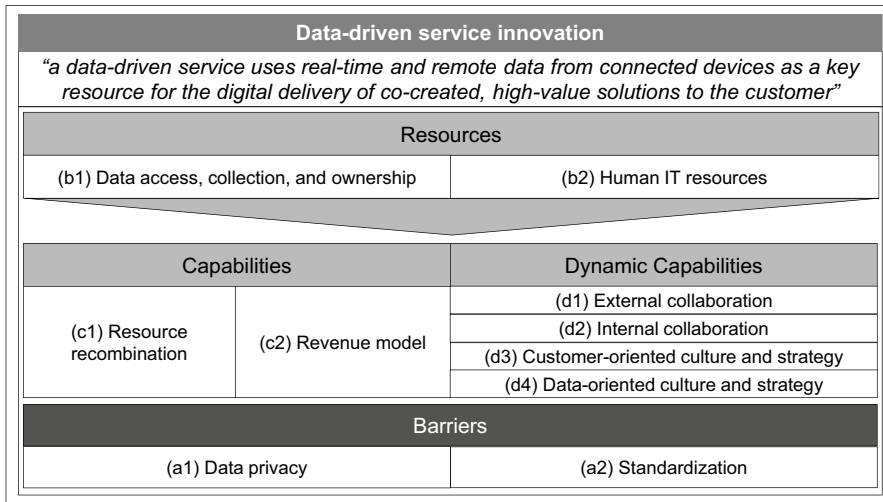 Data-driven service innovation
“a data-driven service uses real-time and remote data from connected devices as a key
resource for the digital delivery of co-created, high-value solutions to the customer”
Resources
(b1) Data access, collection, and ownership
(b2) Human IT resources
Capabilities
Dynamic Capabilities
(c1) Resource
recombination
(c2) Revenue model
(d1) External collaboration
(d2) Internal collaboration
(d3) Customer-oriented culture and strategy
(d4) Data-oriented culture and strategy
Barriers
(a1) Data privacy
(a2) Standardization